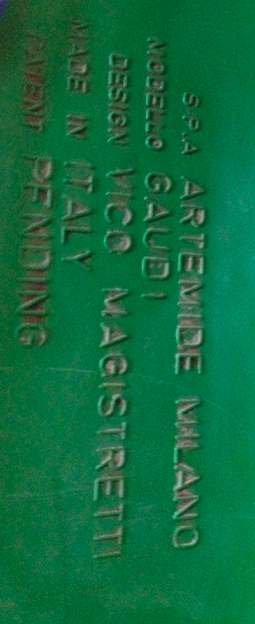 S.P.A ARTEMIDE MILANO
MODELLO GAUDI
DESIGN VICO MAGISTRETTI
MADE IN ITALY
PATENT PENDING